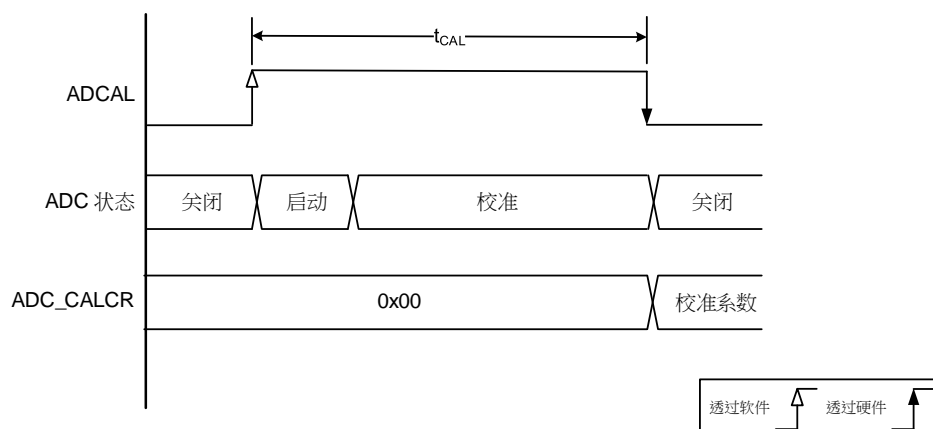 t_CAL
ADCAL
ADC 状态 关闭 启动 校准 关闭
ADC_CALCR 0x00 校准系数
透过软件 透过硬件